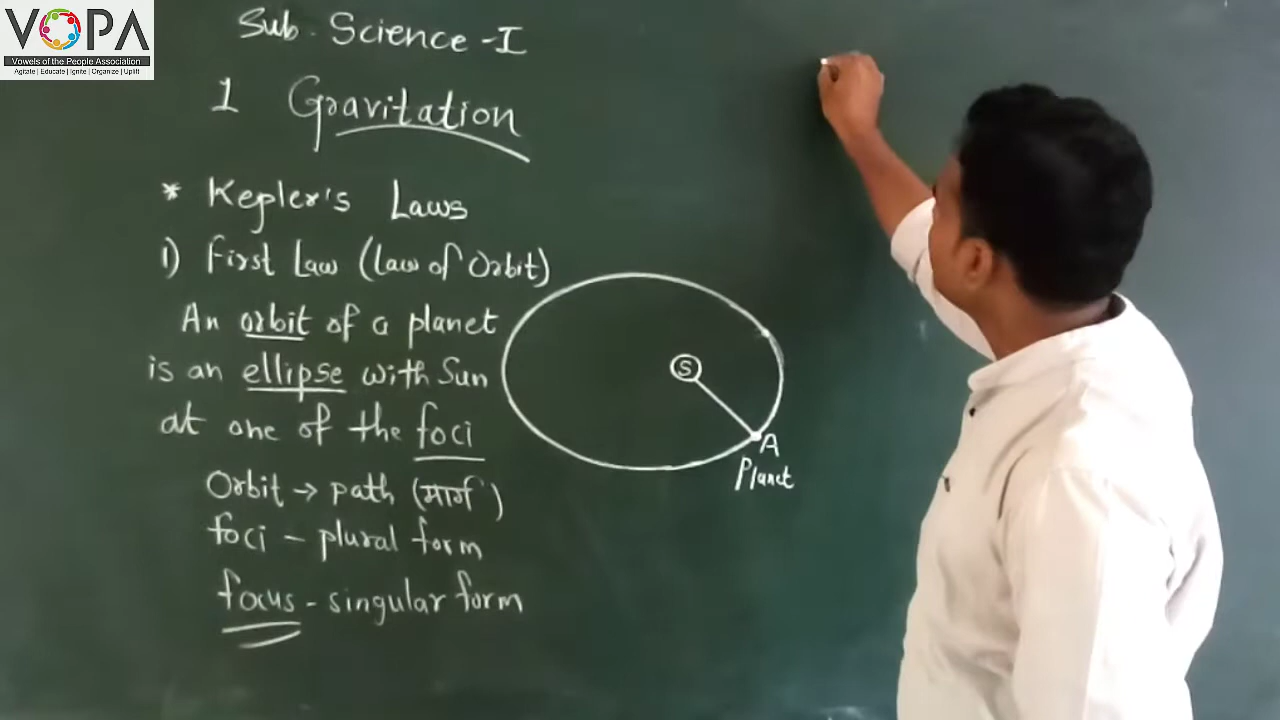 VOPA
Vowels of the People Association
Agitate | Educate | Ignite | Organize | Uplift
Sub. Science - I
1 Gravitation
* Kepler's Laws
1) First Law (Law of Orbit)
An orbit of a planet
is an ellipse with Sun
at one of the foci
Orbit → path (मार्ग)
foci - plural form
focus - singular form
S
A
Planet